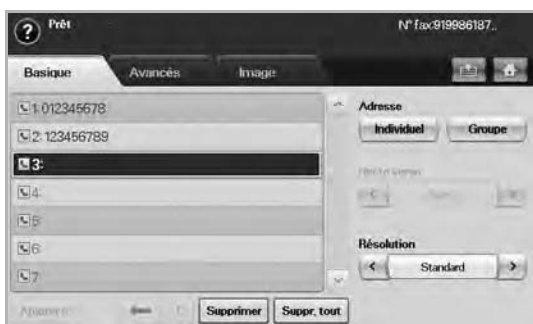 Prêt
N° fax:919986187..
Basique
Avancés
Image
1: 012345678
2: 123456789
3:
4:
5:
6:
7
Adresse
Individuel
Groupe
Résolution
Standard
Supprimer
Suppr. tout